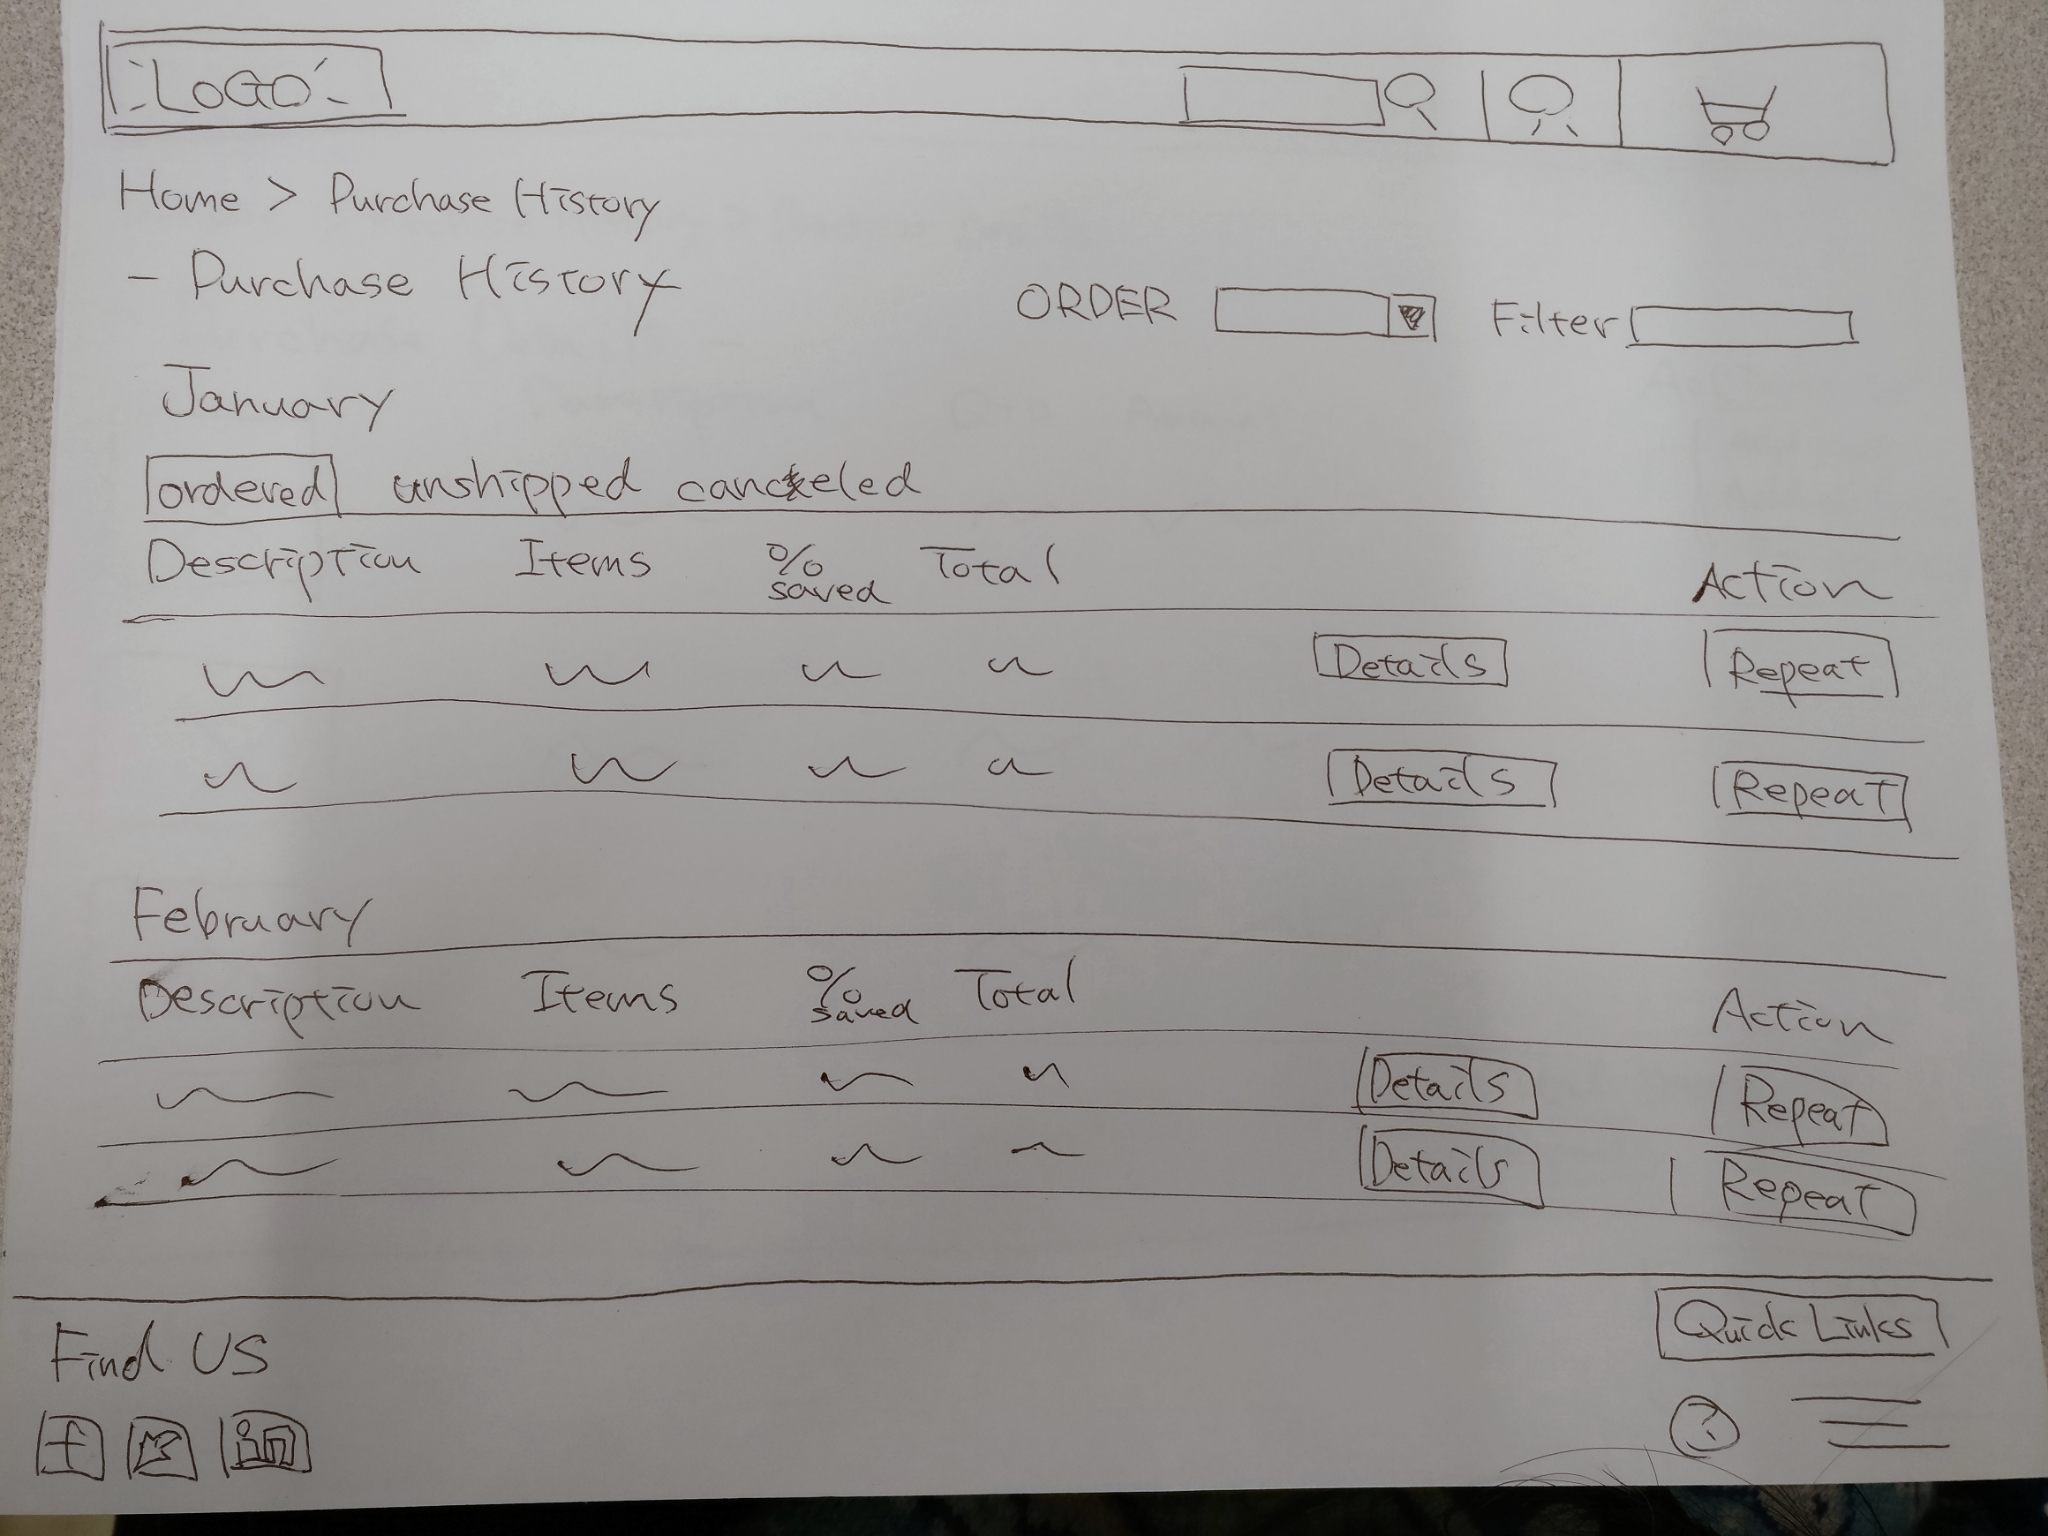 LOGO
Home > Purchase History
- Purchase History
ORDER Filter
January
ordered unshipped canceled
Description Items % saved Total Action
Details Repeat
Details Repeat
February
Description Items % saved Total Action
Details Repeat
Details Repeat
Find US
Quick Links
f in ?